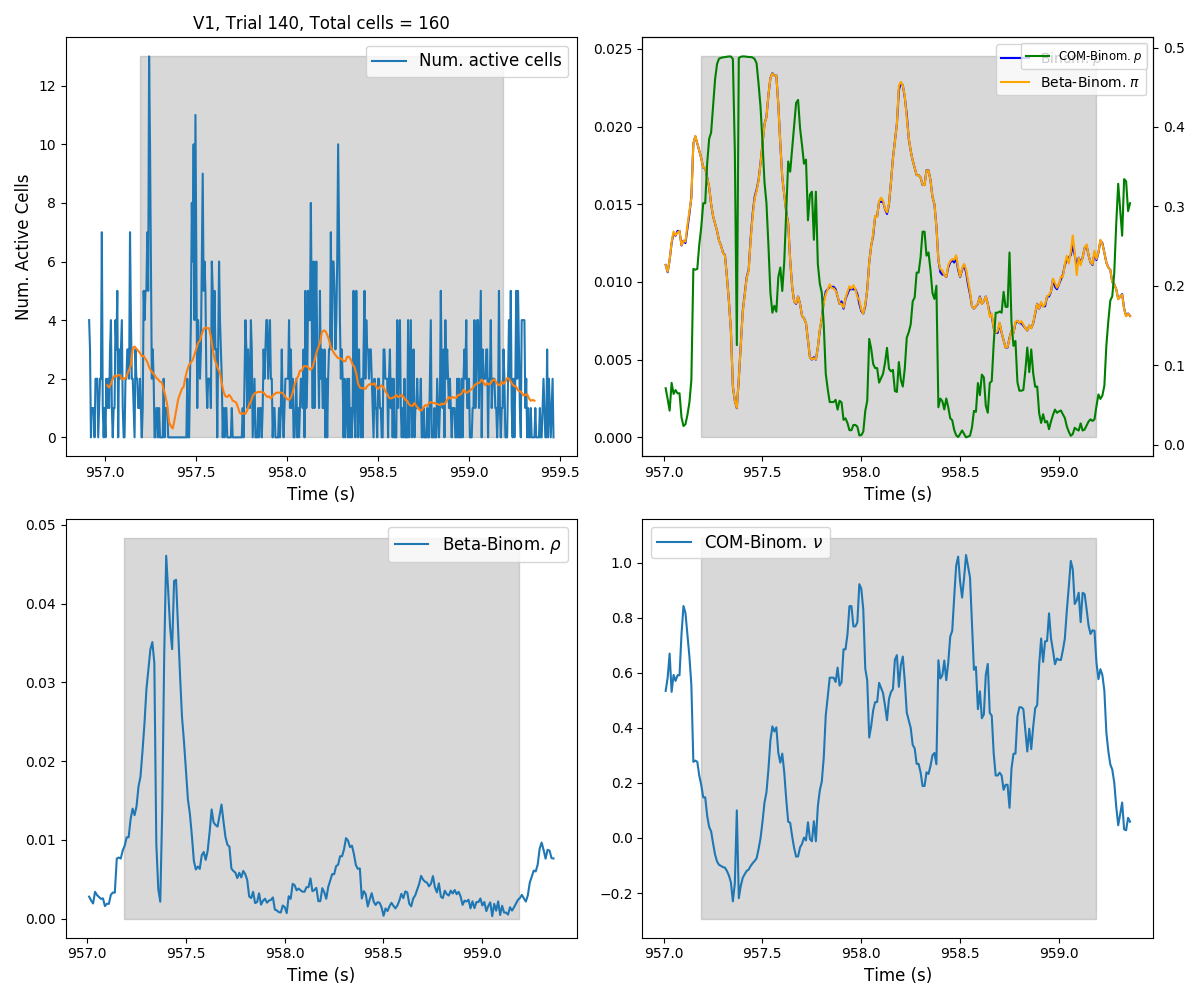 V1, Trial 140, Total cells = 160
Num. active cells
Num. Active Cells
12
10
8
6
4
2
0
957.0 957.5 958.0 958.5 959.0 959.5
Time (s)
COM-Binom. p
Beta-Binom. π
0.025
0.020
0.015
0.010
0.005
0.000
0.5
0.4
0.3
0.2
0.1
0.0
957.0 957.5 958.0 958.5 959.0
Time (s)
Beta-Binom. ρ
0.05
0.04
0.03
0.02
0.01
0.00
957.0 957.5 958.0 958.5 959.0
Time (s)
COM-Binom. ν
1.0
0.8
0.6
0.4
0.2
0.0
−0.2
957.0 957.5 958.0 958.5 959.0
Time (s)